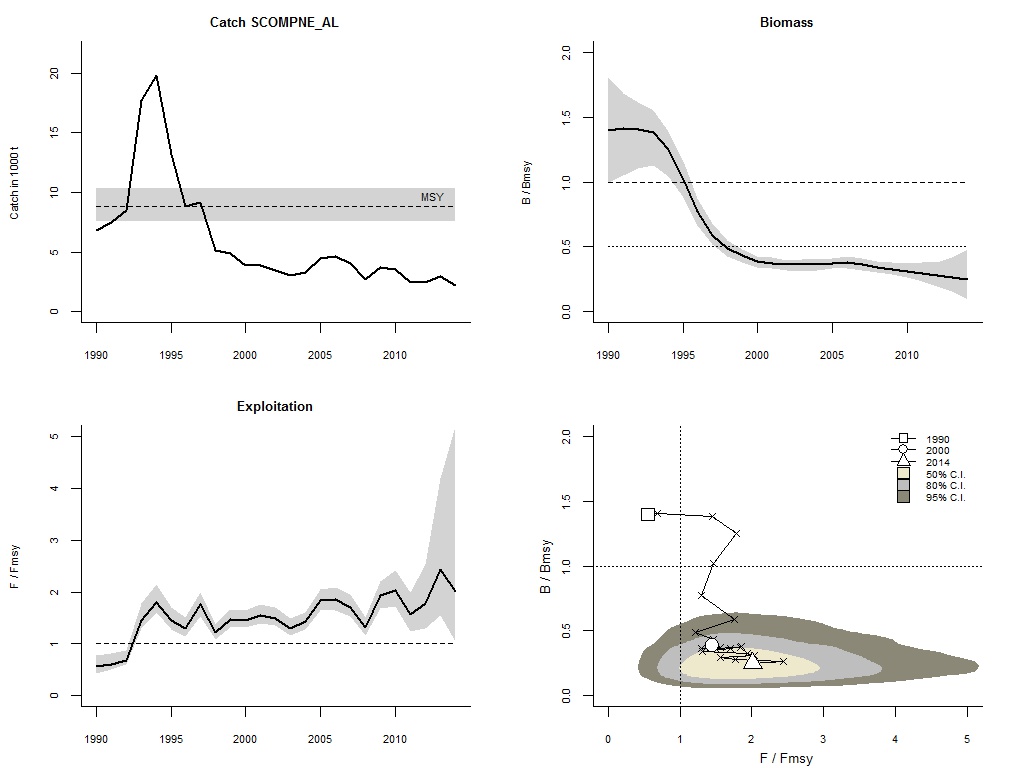 Catch SCOMPNE_AL
Catch in 1000 t
20
15
10
5
0
MSY
1990 1995 2000 2005 2010
Biomass
B / Bmsy
2.0
1.5
1.0
0.5
0.0
1990 1995 2000 2005 2010
Exploitation
F / Fmsy
5
4
3
2
1
0
1990 1995 2000 2005 2010
B / Bmsy
2.0
1.5
1.0
0.5
0.0
1990
2000
2014
50% C.I.
80% C.I.
95% C.I.
0 1 2 3 4 5
F / Fmsy